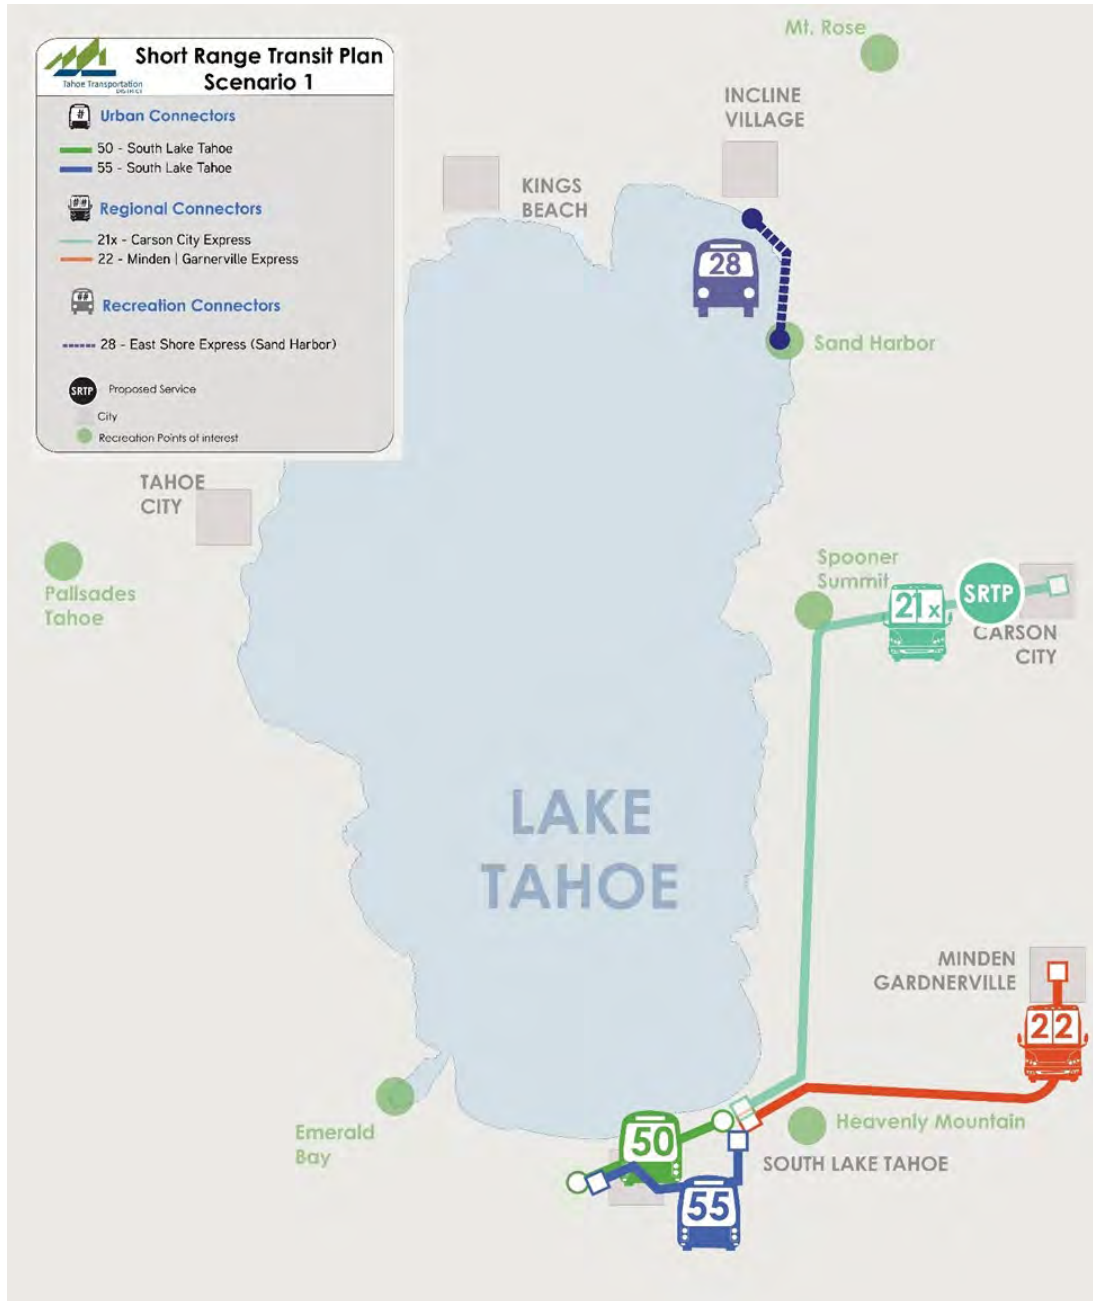 Short Range Transit Plan
Scenario 1
Tahoe Transportation
DISTRICT
#
Urban Connectors
50 - South Lake Tahoe
55 - South Lake Tahoe
##
Regional Connectors
21x - Carson City Express
22 - Minden | Garnerville Express
##
Recreation Connectors
28 - East Shore Express (Sand Harbor)
SRTP Proposed Service
City
Recreation Points of interest
Mt. Rose
INCLINE
VILLAGE
KINGS
BEACH
28
Sand Harbor
TAHOE
CITY
Palisades
Tahoe
Spooner
Summit
21x
SRTP
CARSON
CITY
LAKE
TAHOE
MINDEN
GARDNERVILLE
22
Emerald
Bay
Heavenly Mountain
50
SOUTH LAKE TAHOE
55